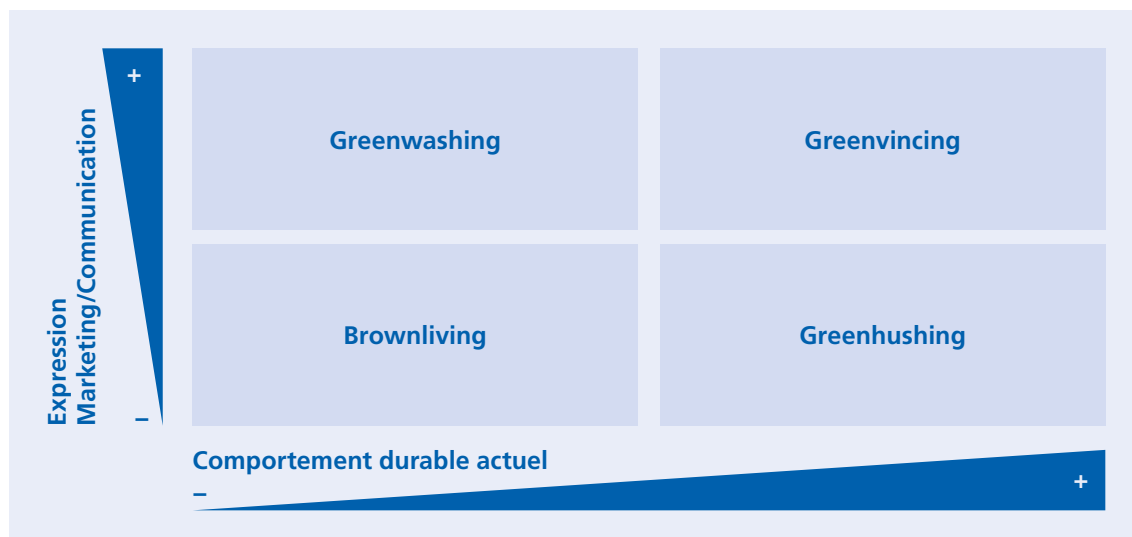 +
Expression
Marketing/Communication
–
Greenwashing
Greenvincing
Brownliving
Greenhushing
Comportement durable actuel
–
+